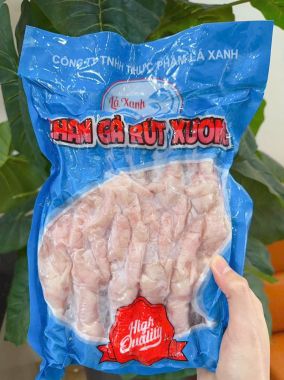 CÔNG TY TNHH THỰC PHẨM LÁ XANH
Lá Xanh
CHÂN GÀ RÚT XƯƠNG
High
Quality